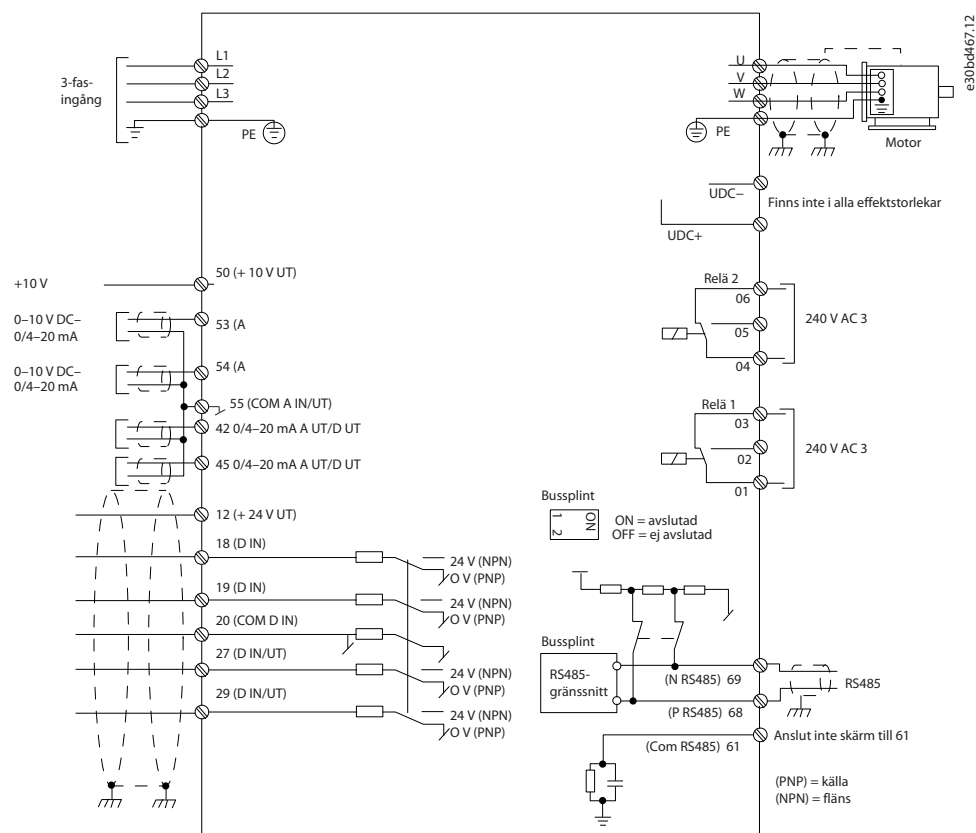 e30bd467.12
3-fas-
ingång
L1
L2
L3
PE
U
V
W
PE
Motor
UDC−
Finns inte i alla effektstorlekar
UDC+
+10 V
50 (+ 10 V UT)
0–10 V DC–
0/4–20 mA
53 (A
0–10 V DC–
0/4–20 mA
54 (A
55 (COM A IN/UT)
42 0/4–20 mA A UT/D UT
45 0/4–20 mA A UT/D UT
12 (+ 24 V UT)
18 (D IN)
24 V (NPN)
O V (PNP)
19 (D IN)
24 V (NPN)
O V (PNP)
20 (COM D IN)
27 (D IN/UT)
24 V (NPN)
O V (PNP)
29 (D IN/UT)
24 V (NPN)
O V (PNP)
Relä 2
06
05
04
240 V AC 3
Relä 1
03
02
01
240 V AC 3
Bussplint
1 2
ON
ON = avslutad
OFF = ej avslutad
Bussplint
RS485-
gränssnitt
(N RS485) 69
RS485
(P RS485) 68
(Com RS485) 61
Anslut inte skärm till 61
(PNP) = källa
(NPN) = fläns